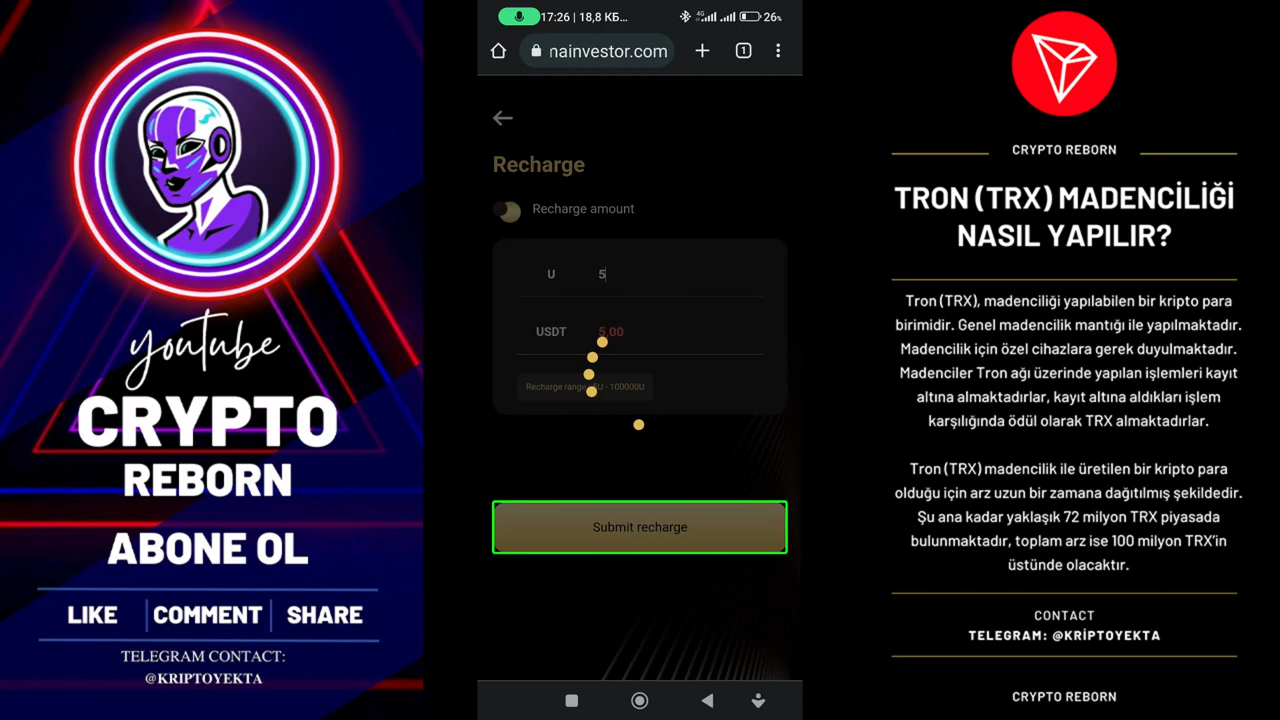 youtube
CRYPTO
REBORN
ABONE OL
LIKE
COMMENT
SHARE
TELEGRAM CONTACT:
@KRIPTOYEKTA
17:26 | 18,8 КБ...
4G
26%
nainvestor.com
1
Recharge
Recharge amount
U 5
USDT 5.00
Recharge range 5U - 100000U
Submit recharge
CRYPTO REBORN
TRON (TRX) MADENCİLİĞİ
NASIL YAPILIR?
Tron (TRX), madenciliği yapılabilen bir kripto para
birimidir. Genel madencilik mantığı ile yapılmaktadır.
Madencilik için özel cihazlara gerek duyulmaktadır.
Madenciler Tron ağı üzerinde yapılan işlemleri kayıt
altına almaktadırlar, kayıt altına aldıkları işlem
karşılığında ödül olarak TRX almaktadırlar.
Tron (TRX) madencilik ile üretilen bir kripto para
olduğu için arz uzun bir zamana dağıtılmış şekildedir.
Şu ana kadar yaklaşık 72 milyon TRX piyasada
bulunmaktadır, toplam arz ise 100 milyon TRX'in
üstünde olacaktır.
CONTACT
TELEGRAM: @KRİPTOYEKTA
CRYPTO REBORN